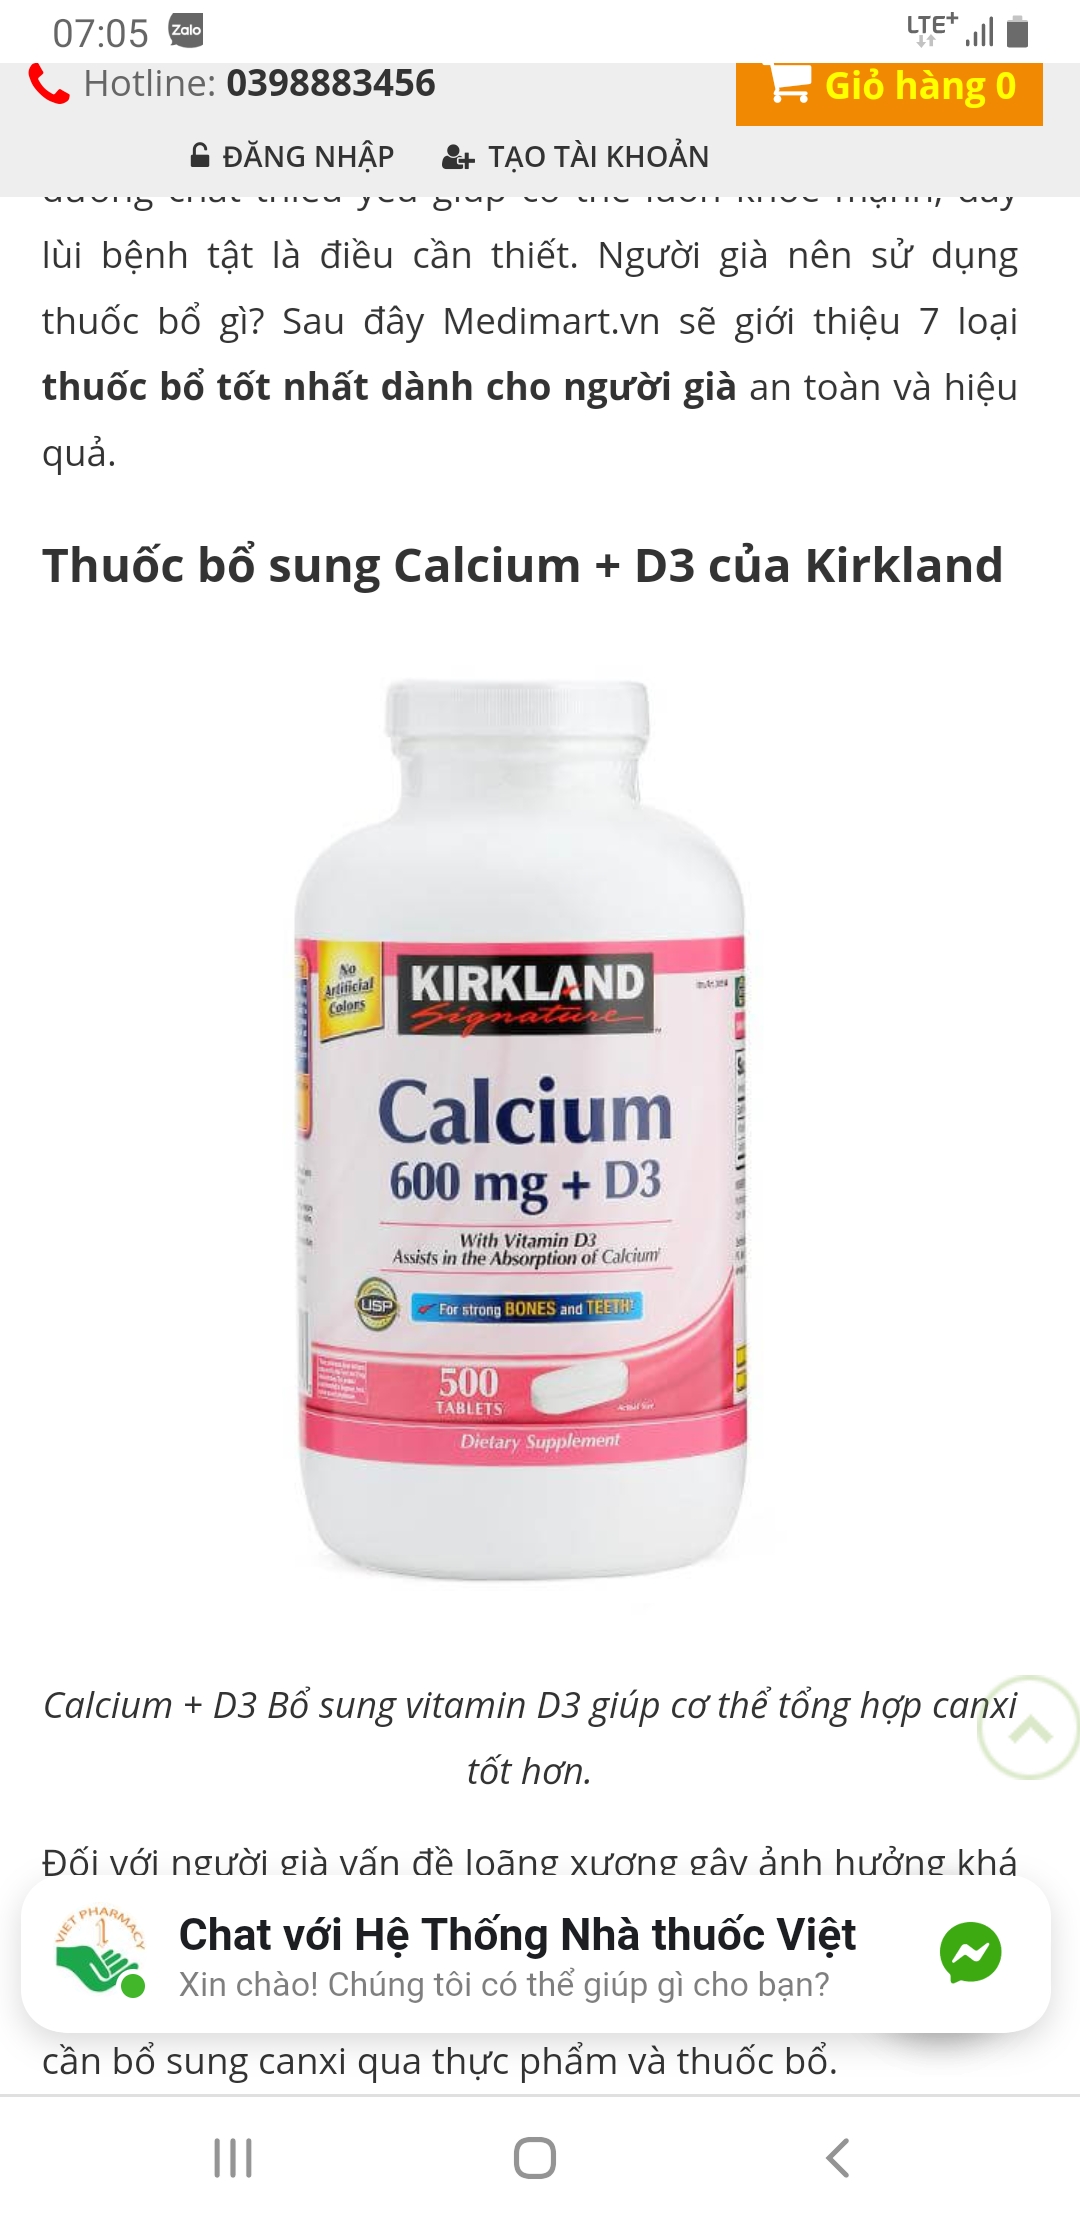 07:05 Zalo LTE+
Hotline: 0398883456
Giỏ hàng 0
ĐĂNG NHẬP TẠO TÀI KHOẢN
lùi bệnh tật là điều cần thiết. Người già nên sử dụng
thuốc bổ gì? Sau đây Medimart.vn sẽ giới thiệu 7 loại
thuốc bổ tốt nhất dành cho người già an toàn và hiệu
quả.
Thuốc bổ sung Calcium + D3 của Kirkland
No
Artificial
Colors
KIRKLAND
Signature
Calcium
600 mg + D3
With Vitamin D3
Assists in the Absorption of Calcium
USP
For strong BONES and TEETH
500
TABLETS
Actual Size
Dietary Supplement
Calcium + D3 Bổ sung vitamin D3 giúp cơ thể tổng hợp canxi
tốt hơn.
Đối với người già vấn đề loãng xương gây ảnh hưởng khá
VIET PHARMACY
Chat với Hệ Thống Nhà thuốc Việt
Xin chào! Chúng tôi có thể giúp gì cho bạn?
cần bổ sung canxi qua thực phẩm và thuốc bổ.